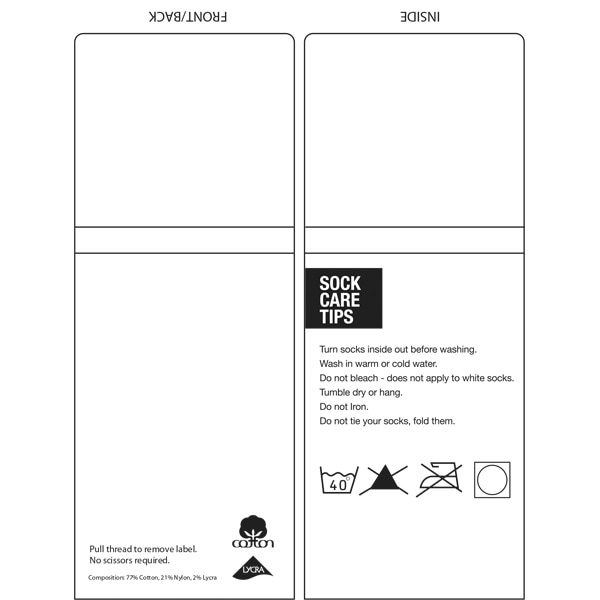 FRONT/BACK
INSIDE
SOCK
CARE
TIPS
Turn socks inside out before washing.
Wash in warm or cold water.
Do not bleach - does not apply to white socks.
Tumble dry or hang.
Do not Iron.
Do not tie your socks, fold them.
40°
cotton
Pull thread to remove label.
No scissors required.
LYCRA
Composition: 77% Cotton, 21% Nylon, 2% Lycra